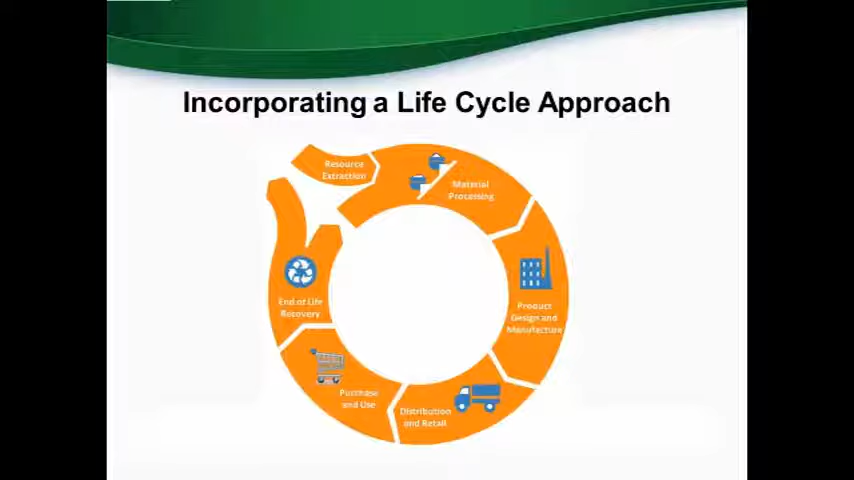 Incorporating a Life Cycle Approach
Resource
Extraction
Material
Processing
Product
Design and
Manufacture
Distribution
and Retail
Purchase
and Use
End of Life
Recovery